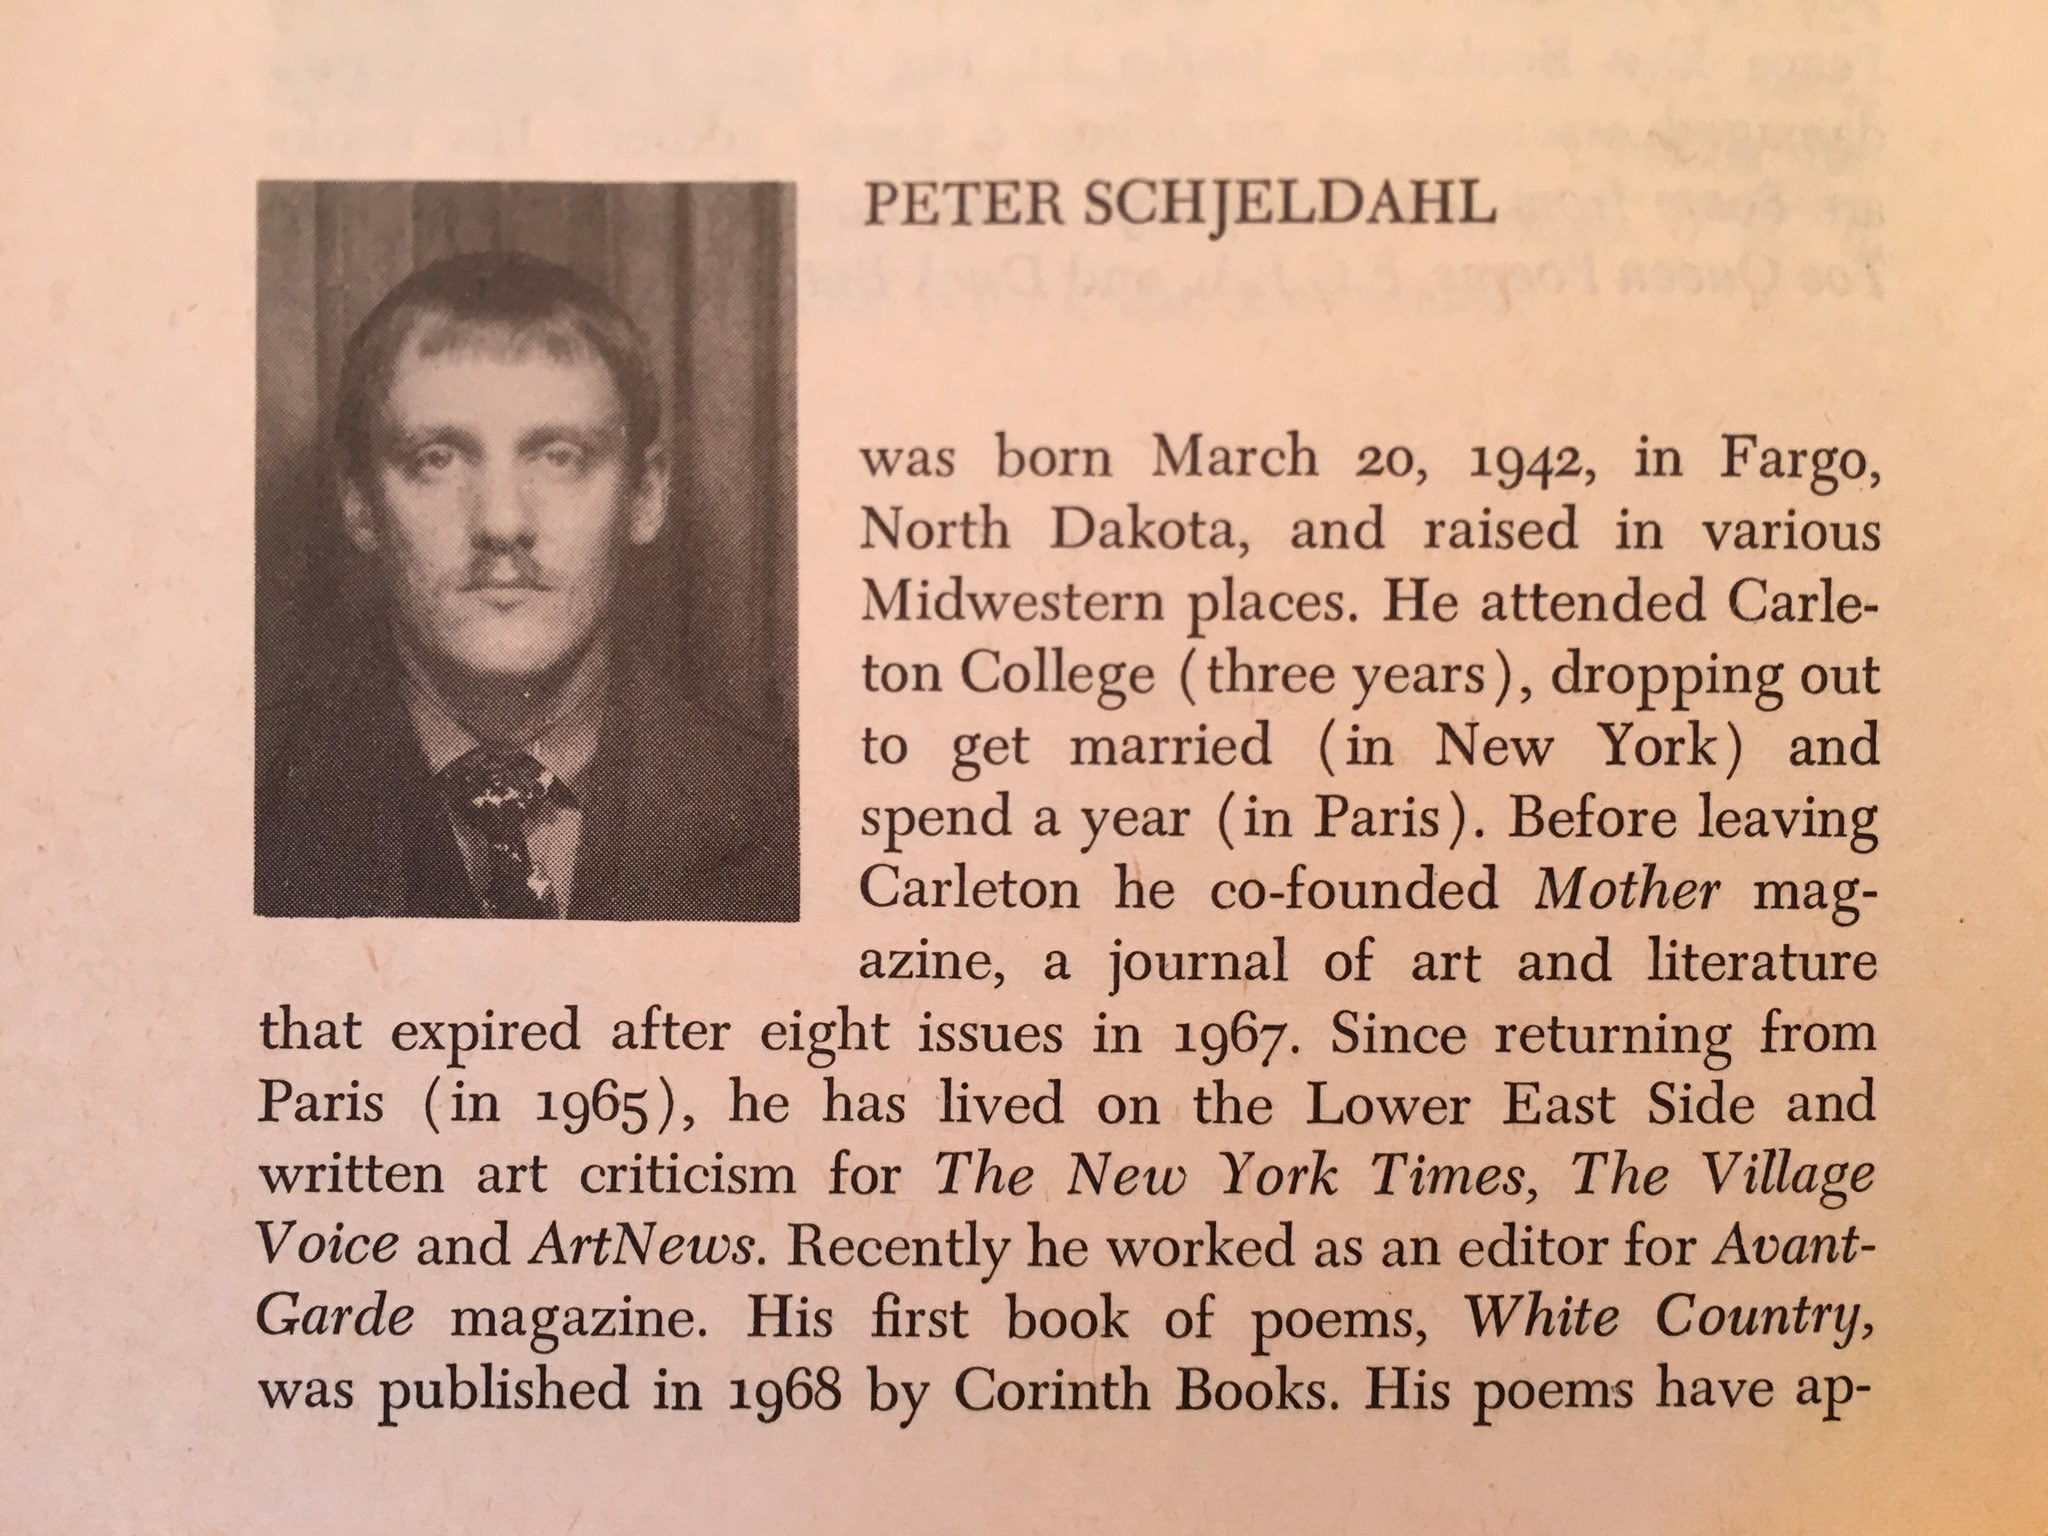 PETER SCHJELDAHL
was born March 20, 1942, in Fargo,
North Dakota, and raised in various
Midwestern places. He attended Carle-
ton College (three years), dropping out
to get married (in New York) and
spend a year (in Paris). Before leaving
Carleton he co-founded Mother mag-
azine, a journal of art and literature
that expired after eight issues in 1967. Since returning from
Paris (in 1965), he has lived on the Lower East Side and
written art criticism for The New York Times, The Village
Voice and ArtNews. Recently he worked as an editor for Avant-
Garde magazine. His first book of poems, White Country,
was published in 1968 by Corinth Books. His poems have ap-